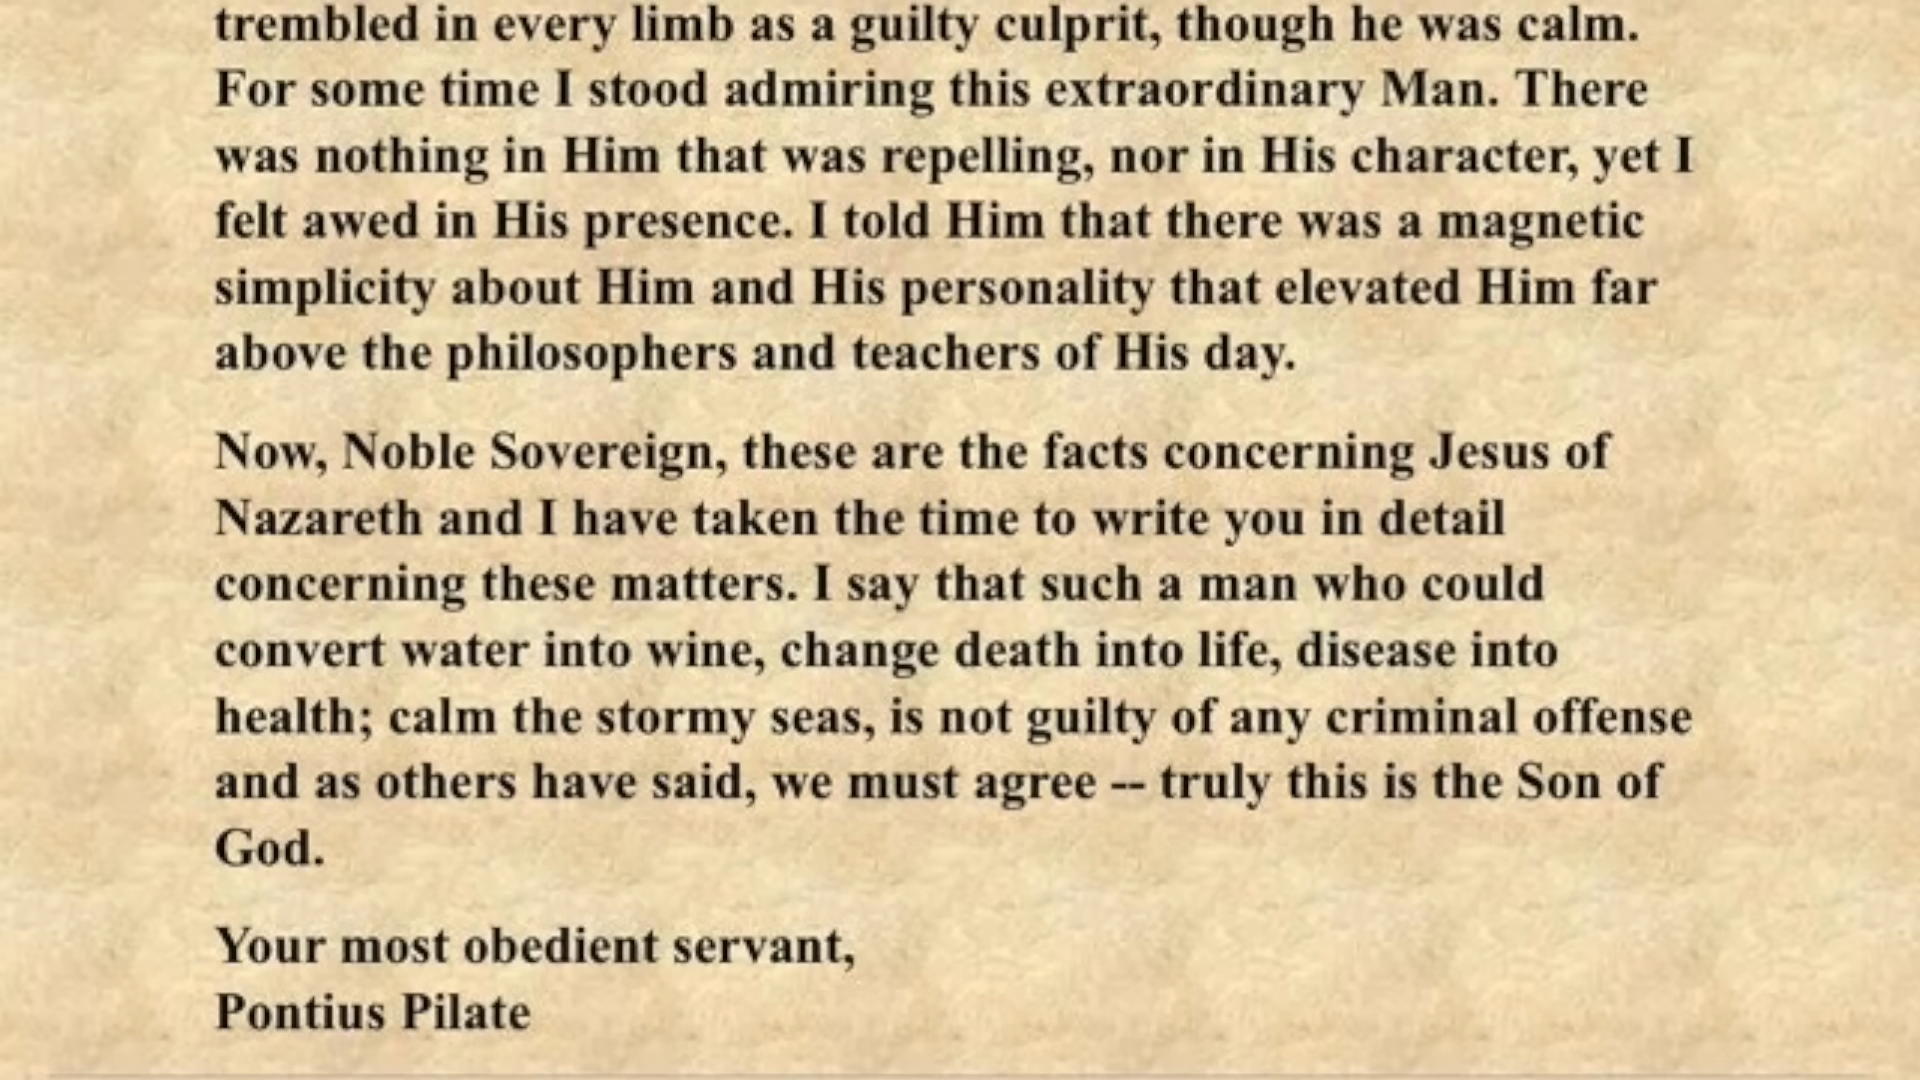 trembled in every limb as a guilty culprit, though he was calm.
For some time I stood admiring this extraordinary Man. There
was nothing in Him that was repelling, nor in His character, yet I
felt awed in His presence. I told Him that there was a magnetic
simplicity about Him and His personality that elevated Him far
above the philosophers and teachers of His day.
Now, Noble Sovereign, these are the facts concerning Jesus of
Nazareth and I have taken the time to write you in detail
concerning these matters. I say that such a man who could
convert water into wine, change death into life, disease into
health; calm the stormy seas, is not guilty of any criminal offense
and as others have said, we must agree -- truly this is the Son of
God.
Your most obedient servant,
Pontius Pilate